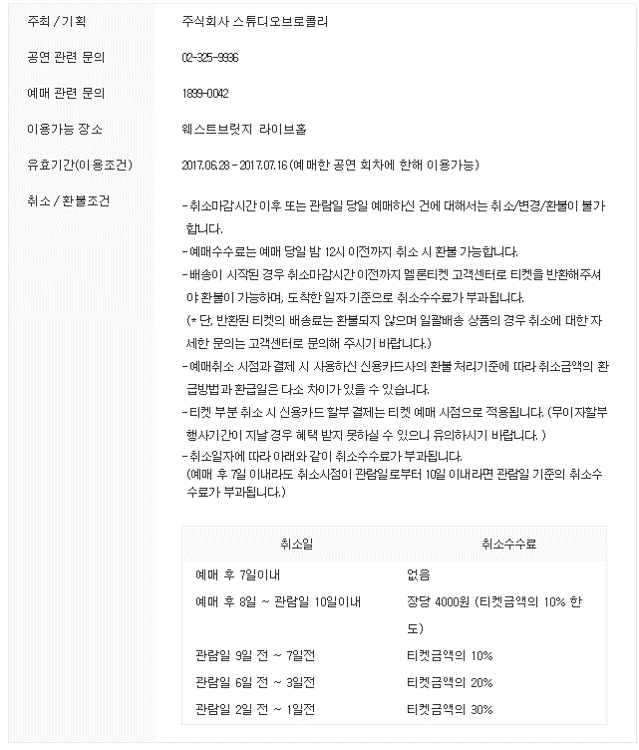 주최 / 기획 주식회사 스튜디오브로콜리
공연 관련 문의 02-325-9936
예매 관련 문의 1899-0042
이용가능 장소 웨스트브릿지 라이브홀
유효기간(이용조건) 2017.06.28 - 2017.07.16 (예매한 공연 회차에 한해 이용가능)
취소 / 환불조건 - 취소마감시간 이후 또는 관람일 당일 예매하신 건에 대해서는 취소/변경/환불이 불가
합니다.
- 예매수수료는 예매 당일 밤 12시 이전까지 취소 시 환불 가능합니다.
- 배송이 시작된 경우 취소마감시간 이전까지 멜론티켓 고객센터로 티켓을 반환해주셔
야 환불이 가능하며, 도착한 일자 기준으로 취소수수료가 부과됩니다.
(* 단, 반환된 티켓의 배송료는 환불되지 않으며 일괄배송 상품의 경우 취소에 대한 자
세한 문의는 고객센터로 문의해 주시기 바랍니다.)
- 예매취소 시점과 결제 시 사용하신 신용카드사의 환불 처리기준에 따라 취소금액의 환
급방법과 환급일은 다소 차이가 있을 수 있습니다.
- 티켓 부분 취소 시 신용카드 할부 결제는 티켓 예매 시점으로 적용됩니다. (무이자할부
행사기간이 지날 경우 혜택 받지 못하실 수 있으니 유의하시기 바랍니다. )
- 취소일자에 따라 아래와 같이 취소수수료가 부과됩니다.
(예매 후 7일 이내라도 취소시점이 관람일로부터 10일 이내라면 관람일 기준의 취소수
수료가 부과됩니다.)
취소일 취소수수료
예매 후 7일이내 없음
예매 후 8일 ~ 관람일 10일이내 장당 4000원 (티켓금액의 10% 한
도)
관람일 9일 전 ~ 7일전 티켓금액의 10%
관람일 6일 전 ~ 3일전 티켓금액의 20%
관람일 2일 전 ~ 1일전 티켓금액의 30%